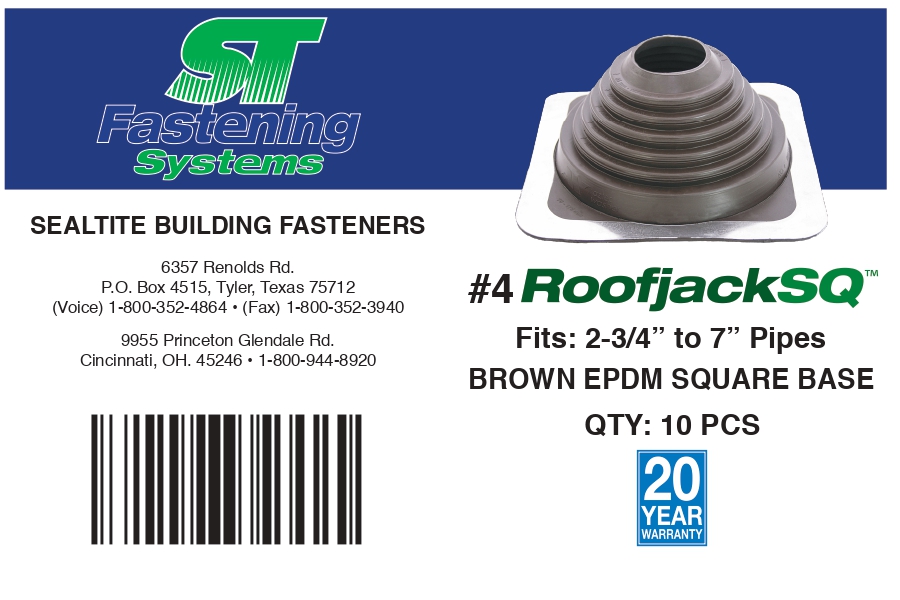 ST
Fastening
Systems
SEALTITE BUILDING FASTENERS
6357 Renolds Rd.
P.O. Box 4515, Tyler, Texas 75712
(Voice) 1-800-352-4864 • (Fax) 1-800-352-3940
9955 Princeton Glendale Rd.
Cincinnati, OH. 45246 • 1-800-944-8920
#4 RoofjackSQ™
Fits: 2-3/4” to 7” Pipes
BROWN EPDM SQUARE BASE
QTY: 10 PCS
20
YEAR
WARRANTY